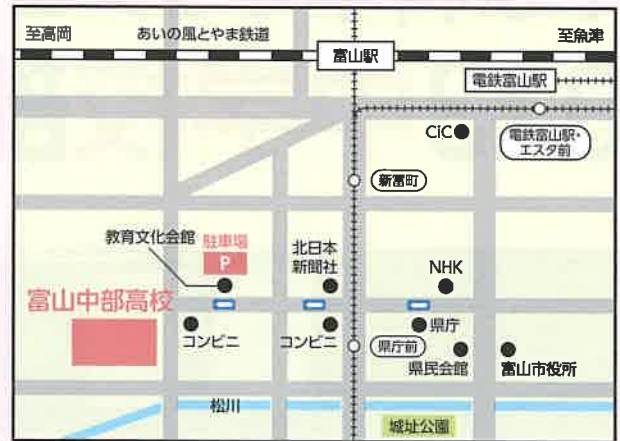 至高岡
あいの風とやま鉄道
富山駅
至魚津
電鉄富山駅
CiC
電鉄富山駅・
エスタ前
新富町
教育文化会館
駐車場
P
北日本
新聞社
NHK
富山中部高校
コンビニ
コンビニ
県庁
県庁前
県民会館
富山市役所
松川
城址公園